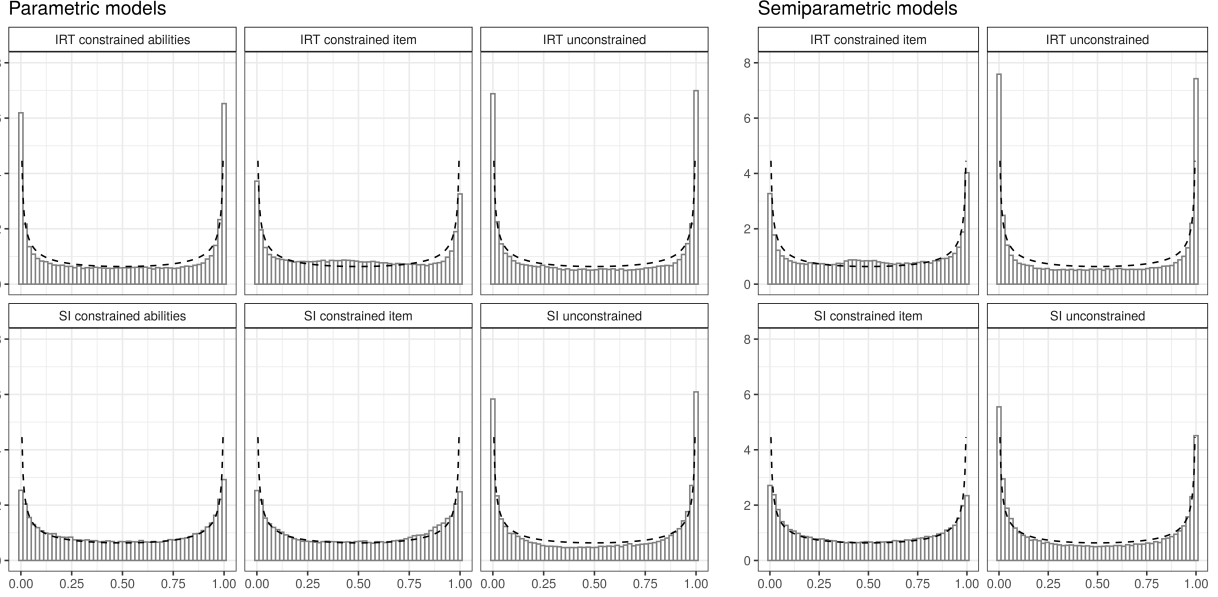 Parametric models
Semiparametric models
IRT constrained abilities
IRT constrained item
IRT unconstrained
IRT constrained item
IRT unconstrained
8
6
4
2
0
SI constrained abilities
SI constrained item
SI unconstrained
SI constrained item
SI unconstrained
8
6
4
2
0
0.00 0.25 0.50 0.75 1.00
0.00 0.25 0.50 0.75 1.00
0.00 0.25 0.50 0.75 1.00
0.00 0.25 0.50 0.75 1.00
0.00 0.25 0.50 0.75 1.00